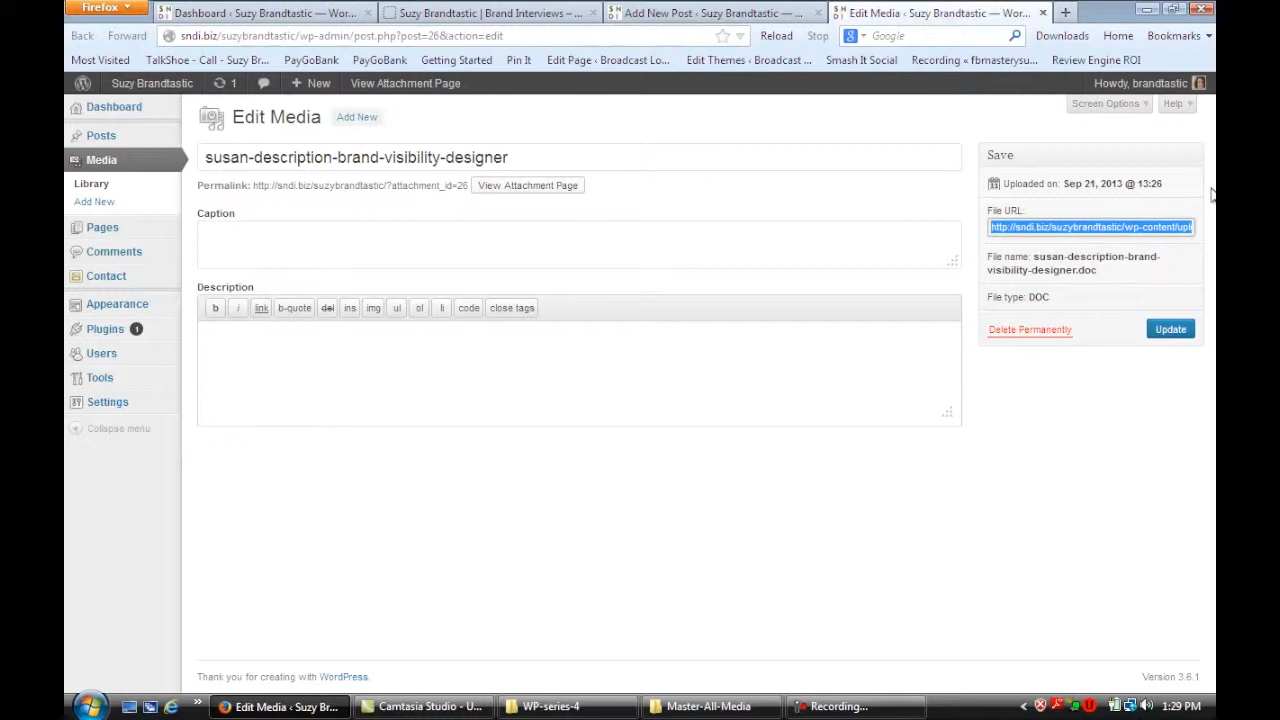 Firefox
Dashboard ‹ Suzy Brandtastic — Wor...
Suzy Brandtastic | Brand Interviews – ...
Add New Post ‹ Suzy Brandtastic — ...
Edit Media ‹ Suzy Brandtastic — Wor...
Back Forward sndi.biz/suzybrandtastic/wp-admin/post.php?post=26&action=edit Google Reload Stop Downloads Home Bookmarks
Most Visited TalkShoe - Call - Suzy Br... PayGoBank PayGoBank Getting Started Pin It Edit Page ‹ Broadcast Lo... Edit Themes ‹ Broadcast ... Smash It Social Recording « fbmasterysu... Review Engine ROI
Suzy Brandtastic 1 + New View Attachment Page Howdy, brandtastic
Screen Options Help
Dashboard
Posts
Media
Library
Add New
Pages
Comments
Contact
Appearance
Plugins 1
Users
Tools
Settings
Collapse menu
Edit Media Add New
susan-description-brand-visibility-designer
Permalink: http://sndi.biz/suzybrandtastic/?attachment_id=26 View Attachment Page
Caption
Description
b i link b-quote del ins img ul ol li code close tags
Save
Uploaded on: Sep 21, 2013 @ 13:26
File URL:
http://sndi.biz/suzybrandtastic/wp-content/upl
File name: susan-description-brand-
visibility-designer.doc
File type: DOC
Delete Permanently Update
Thank you for creating with WordPress. Version 3.6.1
Edit Media ‹ Suzy Br... Camtasia Studio - U... WP-series-4 Master-All-Media Recording... 1:29 PM